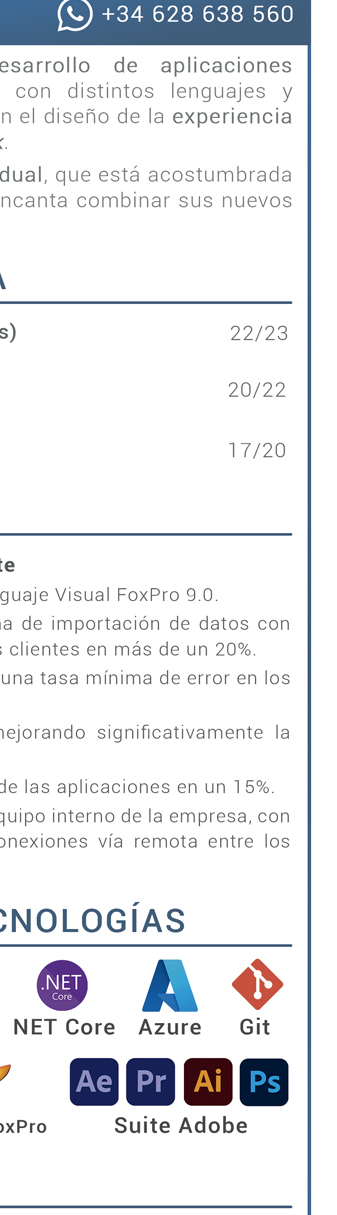 +34 628 638 560
esarrollo de aplicaciones
con distintos lenguajes y
n el diseño de la experiencia
.
dual, que está acostumbrada
ncanta combinar sus nuevos
A
s) 22/23
20/22
17/20
te
guaje Visual FoxPro 9.0.
a de importación de datos con
s clientes en más de un 20%.
una tasa mínima de error en los
nejorando significativamente la
de las aplicaciones en un 15%.
quipo interno de la empresa, con
onexiones vía remota entre los
CNOLOGÍAS
.NET
Core
NET Core Azure Git
Ae Pr Ai Ps
oxPro Suite Adobe